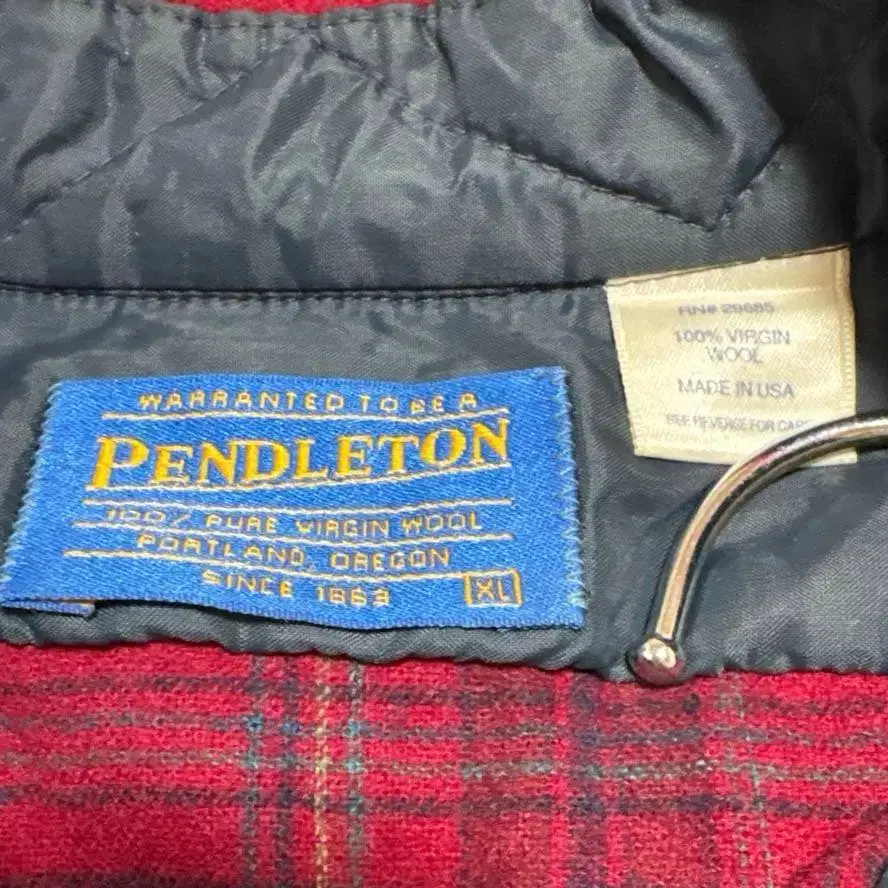 WARRANTED TO BE A
PENDLETON
100% PURE VIRGIN WOOL
PORTLAND, OREGON
SINCE 1863
XL
RN# 29685
100% VIRGIN
WOOL
MADE IN USA
SEE REVERSE FOR